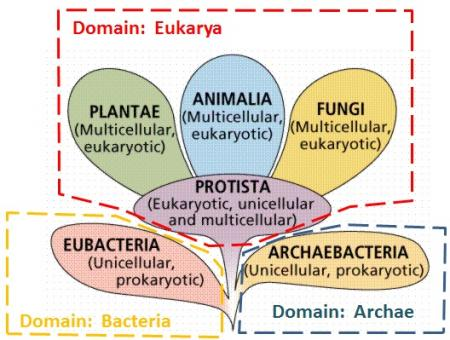 Domain: Eukarya
PLANTAE
(Multicellular,
eukaryotic)
ANIMALIA
(Multicellular,
eukaryotic)
FUNGI
(Multicellular,
eukaryotic)
PROTISTA
(Eukaryotic, unicellular
and multicellular)
EUBACTERIA
(Unicellular,
prokaryotic)
ARCHAEBACTERIA
(Unicellular, prokaryotic)
Domain: Bacteria
Domain: Archae